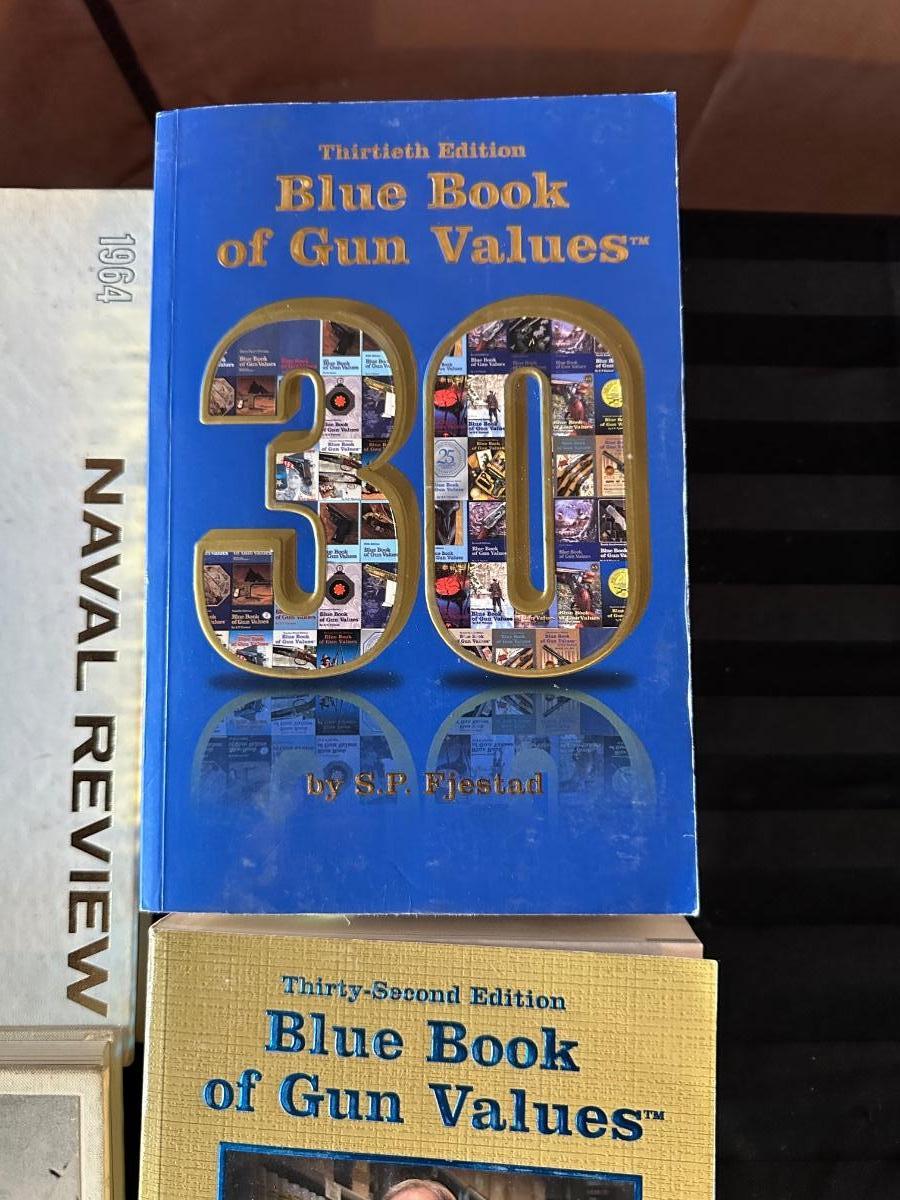 Thirtieth Edition
Blue Book
of Gun Values™
by S.P. Fjestad
1964
NAVAL REVIEW
Thirty-Second Edition
Blue Book
of Gun Values™